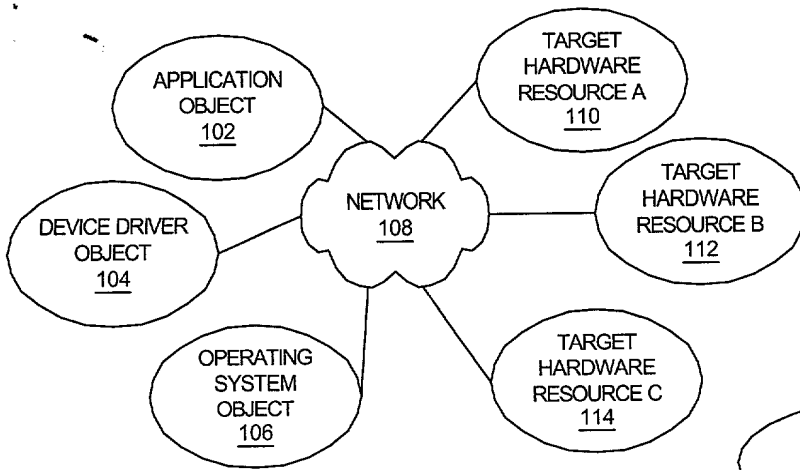 APPLICATION
OBJECT
102
TARGET
HARDWARE
RESOURCE A
110
DEVICE DRIVER
OBJECT
104
NETWORK
108
TARGET
HARDWARE
RESOURCE B
112
OPERATING
SYSTEM
OBJECT
106
TARGET
HARDWARE
RESOURCE C
114